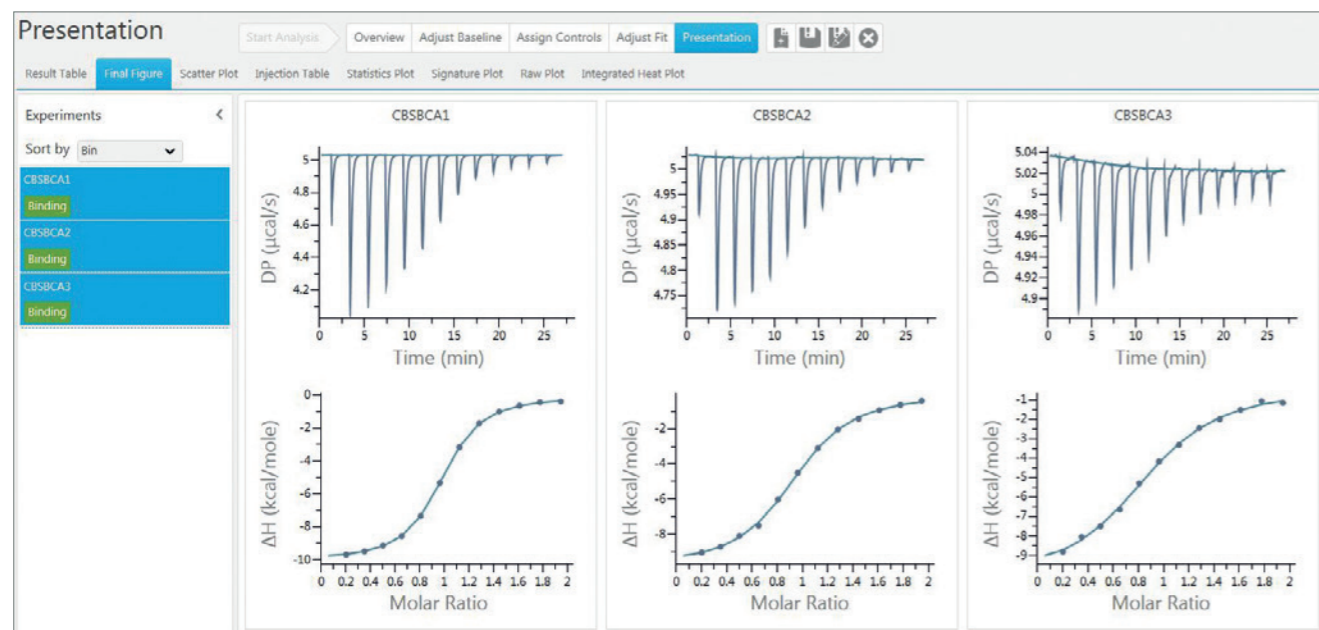 Presentation
Start Analysis Overview Adjust Baseline Assign Controls Adjust Fit Presentation
Result Table Final Figure Scatter Plot Injection Table Statistics Plot Signature Plot Raw Plot Integrated Heat Plot
Experiments <
Sort by Bin
CBSBCA1
Binding
CBSBCA2
Binding
CBSBCA3
Binding
CBSBCA1
DP (µcal/s)
5
4.8
4.6
4.4
4.2
0 5 10 15 20 25
Time (min)
ΔH (kcal/mole)
0
-2
-4
-6
-8
-10
0 0.2 0.4 0.6 0.8 1 1.2 1.4 1.6 1.8 2
Molar Ratio
CBSBCA2
DP (µcal/s)
5
4.95
4.9
4.85
4.8
4.75
0 5 10 15 20 25
Time (min)
ΔH (kcal/mole)
-2
-4
-6
-8
0 0.2 0.4 0.6 0.8 1 1.2 1.4 1.6 1.8 2
Molar Ratio
CBSBCA3
DP (µcal/s)
5.04
5.02
5
4.98
4.96
4.94
4.92
4.9
0 5 10 15 20 25
Time (min)
ΔH (kcal/mole)
-1
-2
-3
-4
-5
-6
-7
-8
-9
0 0.2 0.4 0.6 0.8 1 1.2 1.4 1.6 1.8 2
Molar Ratio